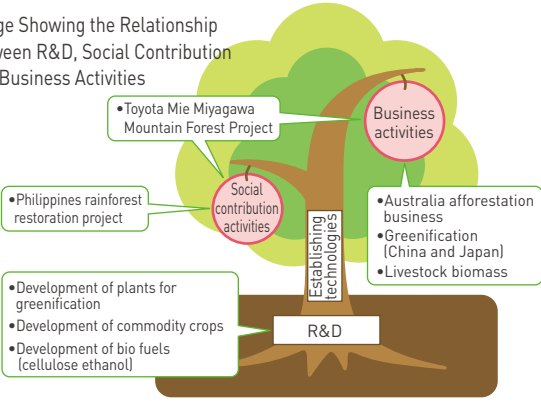 ge Showing the Relationship
ween R&D, Social Contribution
Business Activities
•Toyota Mie Miyagawa
Mountain Forest Project
Business
activities
•Philippines rainforest
restoration project
Social
contribution
activities
•Australia afforestation
business
•Greenification
(China and Japan)
•Livestock biomass
Establishing
technologies
•Development of plants for
greenification
•Development of commodity crops
•Development of bio fuels
(cellulose ethanol)
R&D